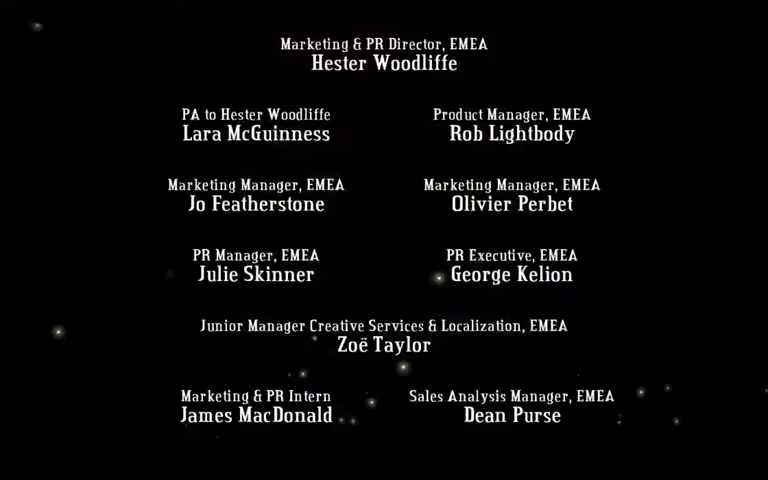 Marketing & PR Director, EMEA
Hester Woodliffe
PA to Hester Woodliffe
Lara McGuinness
Product Manager, EMEA
Rob Lightbody
Marketing Manager, EMEA
Jo Featherstone
Marketing Manager, EMEA
Olivier Perbet
PR Manager, EMEA
Julie Skinner
PR Executive, EMEA
George Kelion
Junior Manager Creative Services & Localization, EMEA
Zoë Taylor
Marketing & PR Intern
James MacDonald
Sales Analysis Manager, EMEA
Dean Purse